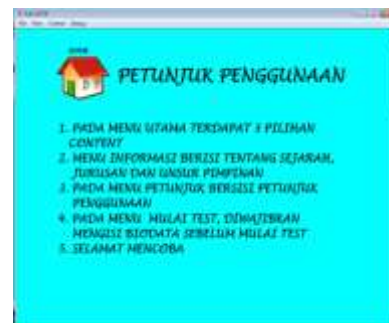 PETUNJUK PENGGUNAAN
1. PADA MENU UTAMA TERDAPAT 3 PILIHAN
CONTENT
2. MENU INFORMASI BERISI TENTANG SEJARAH,
JURUSAN DAN UNSUR PIMPINAN
3. PADA MENU PETUNJUK BERSISI PETUNJUK
PENGGUNAAN
4. PADA MENU MULAI TEST, DIWAJIBKAN
MENGISI BIODATA SEBELUM MULAI TEST
5. SELAMAT MENCOBA